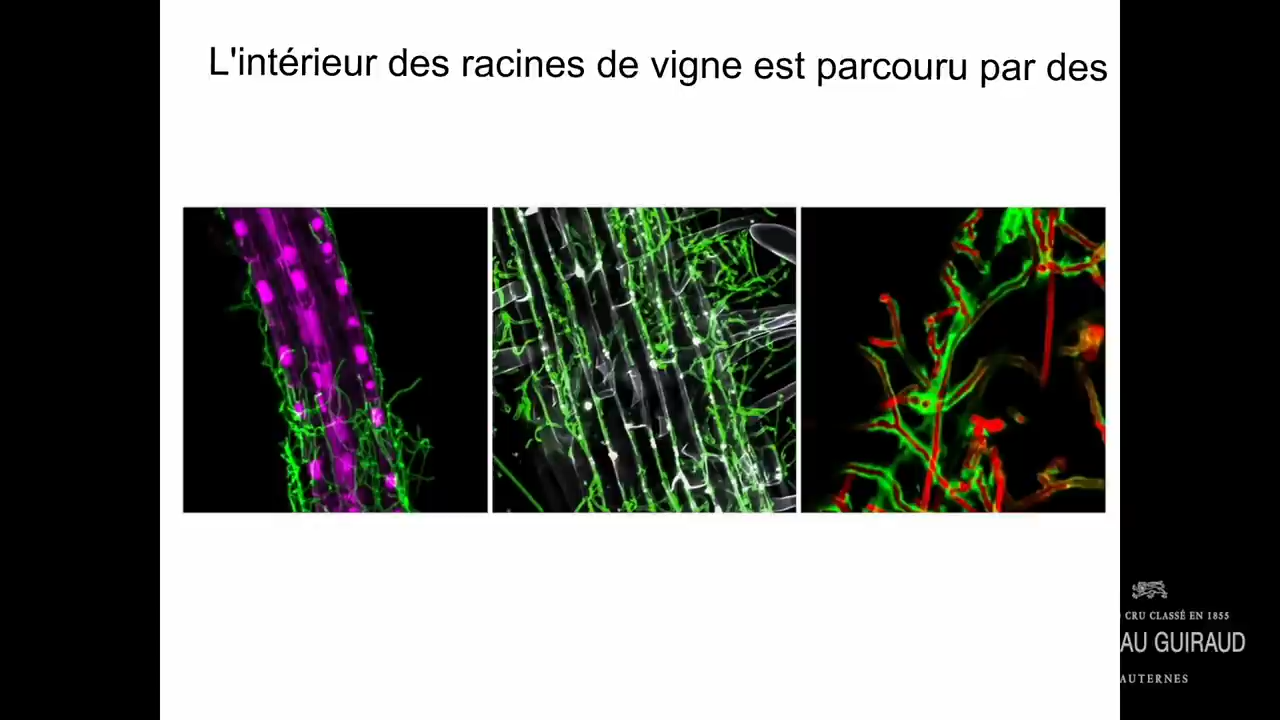 L'intérieur des racines de vigne est parcouru par des
CRU CLASSÉ EN 1855
AU GUIRAUD
AUTERNES